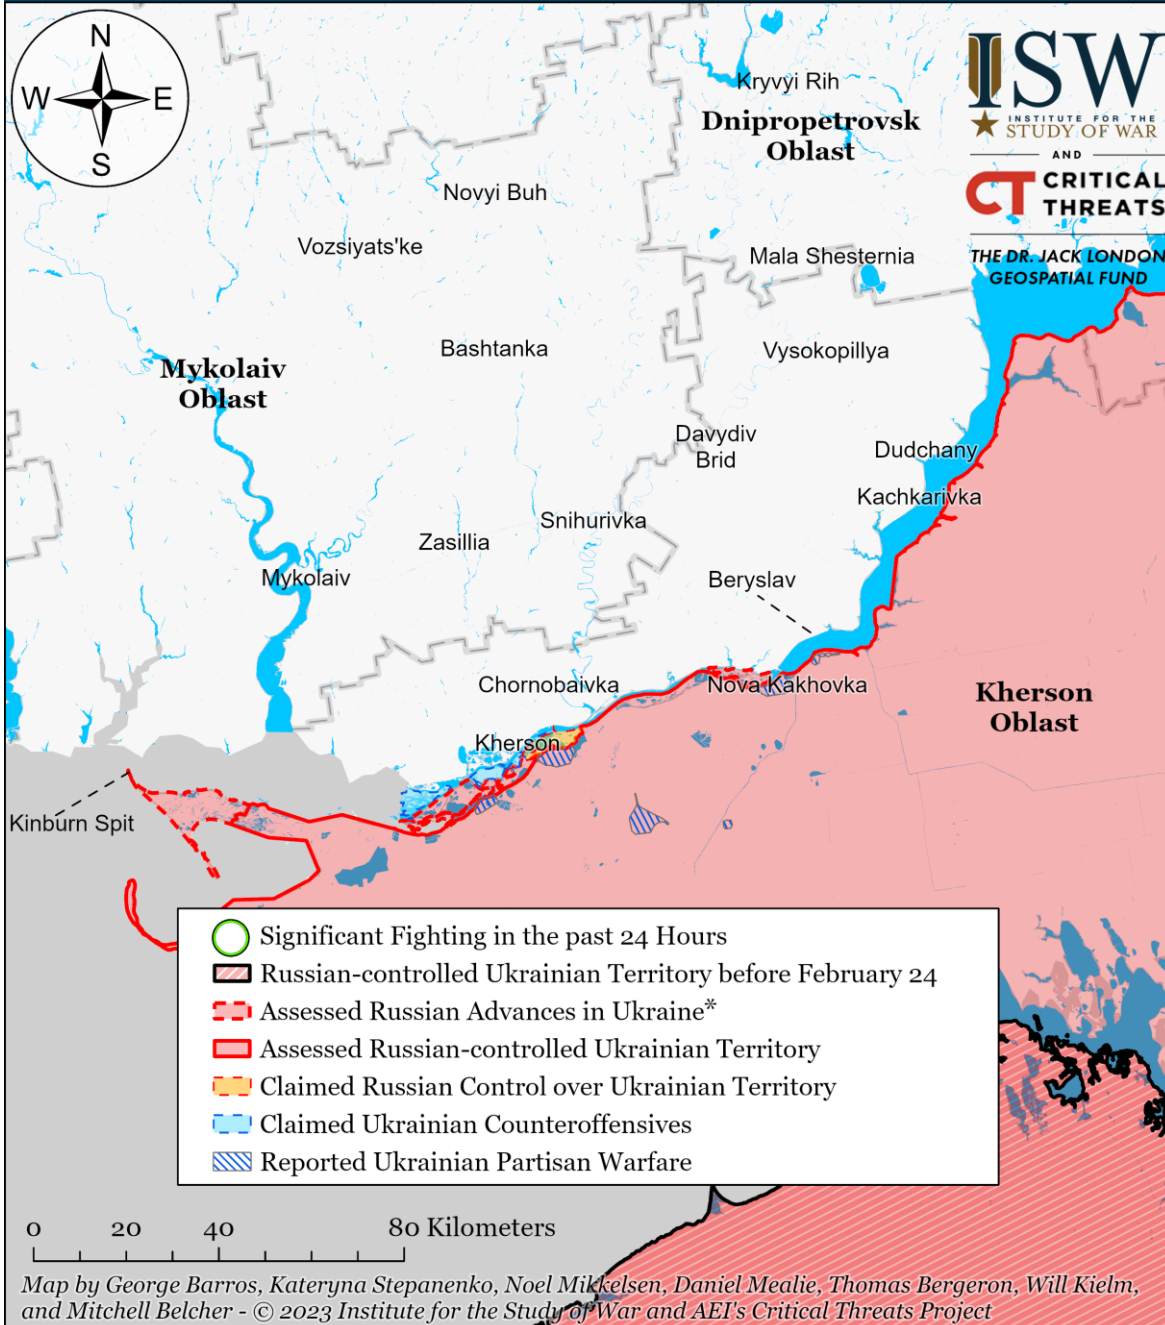 N
W
E
S
ISW
INSTITUTE FOR THE
STUDY OF WAR
AND
CT CRITICAL
THREATS
THE DR. JACK LONDON
GEOSPATIAL FUND
Kryvyi Rih
Dnipropetrovsk
Oblast
Novyi Buh
Vozsiyats'ke
Mala Shesternia
Bashtanka
Vysokopillya
Mykolaiv
Oblast
Davydiv
Brid
Dudchany
Kachkarivka
Snihurivka
Zasillia
Mykolaiv
Beryslav
Chornobaivka
Nova Kakhovka
Kherson
Oblast
Kherson
Kinburn Spit
Significant Fighting in the past 24 Hours
Russian-controlled Ukrainian Territory before February 24
Assessed Russian Advances in Ukraine*
Assessed Russian-controlled Ukrainian Territory
Claimed Russian Control over Ukrainian Territory
Claimed Ukrainian Counteroffensives
Reported Ukrainian Partisan Warfare
0 20 40 80 Kilometers
Map by George Barros, Kateryna Stepanenko, Noel Mikkelsen, Daniel Mealie, Thomas Bergeron, Will Kielm,
and Mitchell Belcher - © 2023 Institute for the Study of War and AEI's Critical Threats Project